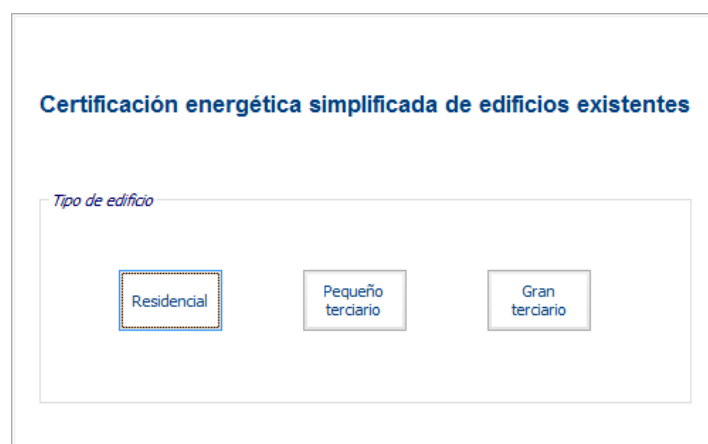 Certificación energética simplificada de edificios existentes
Tipo de edificio
Residencial
Pequeño
terciario
Gran
terciario